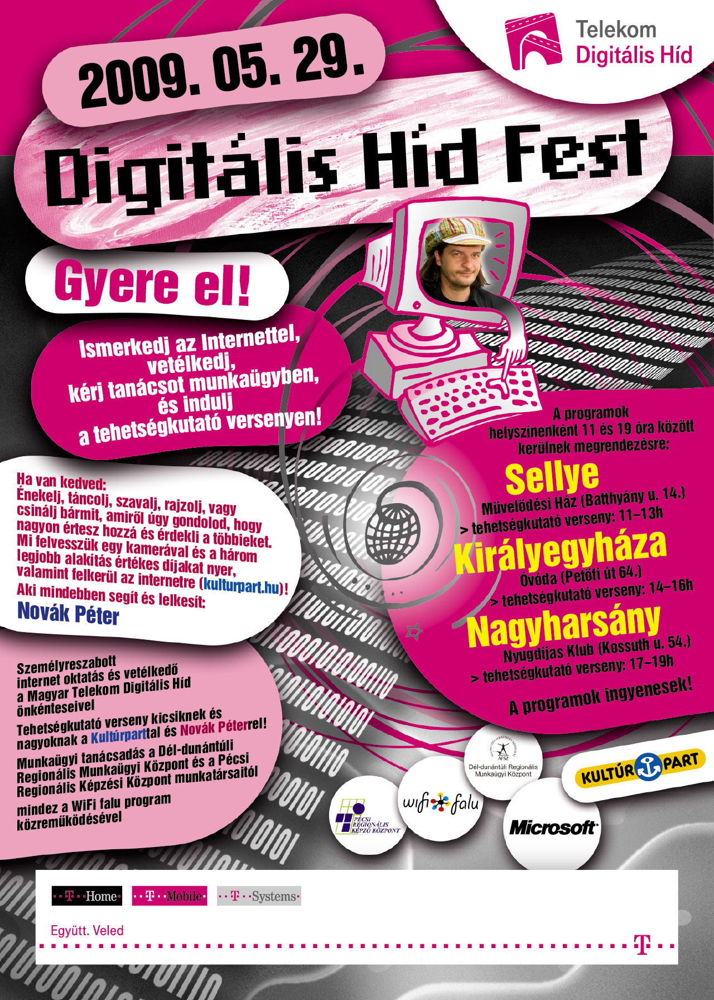 Telekom
Digitális Híd
2009. 05. 29.
Digitális Híd Fest
Gyere el!
Ismerkedj az Internettel,
vetélkedj,
kérj tanácsot munkaügyben,
és indulj
a tehetségkutató versenyen!
Ha van kedved:
Énekelj, táncolj, szavalj, rajzolj, vagy
csinálj bármit, amiről úgy gondolod, hogy
nagyon értesz hozzá és érdekli a többieket.
Mi felvesszük egy kamerával és a három
legjobb alakítás értékes díjakat nyer,
valamint felkerül az internetre (kulturpart.hu)!
Aki mindebben segít és lelkesít:
Novák Péter
Személyreszabott
internet oktatás és vetélkedő
a Magyar Telekom Digitális Híd
önkénteseivel
Tehetségkutató verseny kicsiknek és
nagyoknak a Kultúrparttal és Novák Péterrel!
Munkaügyi tanácsadás a Dél-dunántúli
Regionális Munkaügyi Központ és a Pécsi
Regionális Képzési Központ munkatársaitól
mindez a WiFi falu program
közreműködésével
A programok
helyszínenként 11 és 19 óra között
kerülnek megrendezésre:
Sellye
Művelődési Ház (Batthyány u. 14.)
> tehetségkutató verseny: 11–13h
Királyegyháza
Óvóda (Petőfi út 64.)
> tehetségkutató verseny: 14–16h
Nagyharsány
Nyugdíjas Klub (Kossuth u. 54.)
> tehetségkutató verseny: 17–19h
A programok ingyenesek!
PÉCSI
REGIONÁLIS
KÉPZŐ KÖZPONT
wifi falu
ÁFSZ
Dél-dunántúli Regionális
Munkaügyi Központ
Microsoft
KULTÚR PART
T Home
T Mobile
T Systems
Együtt. Veled
T